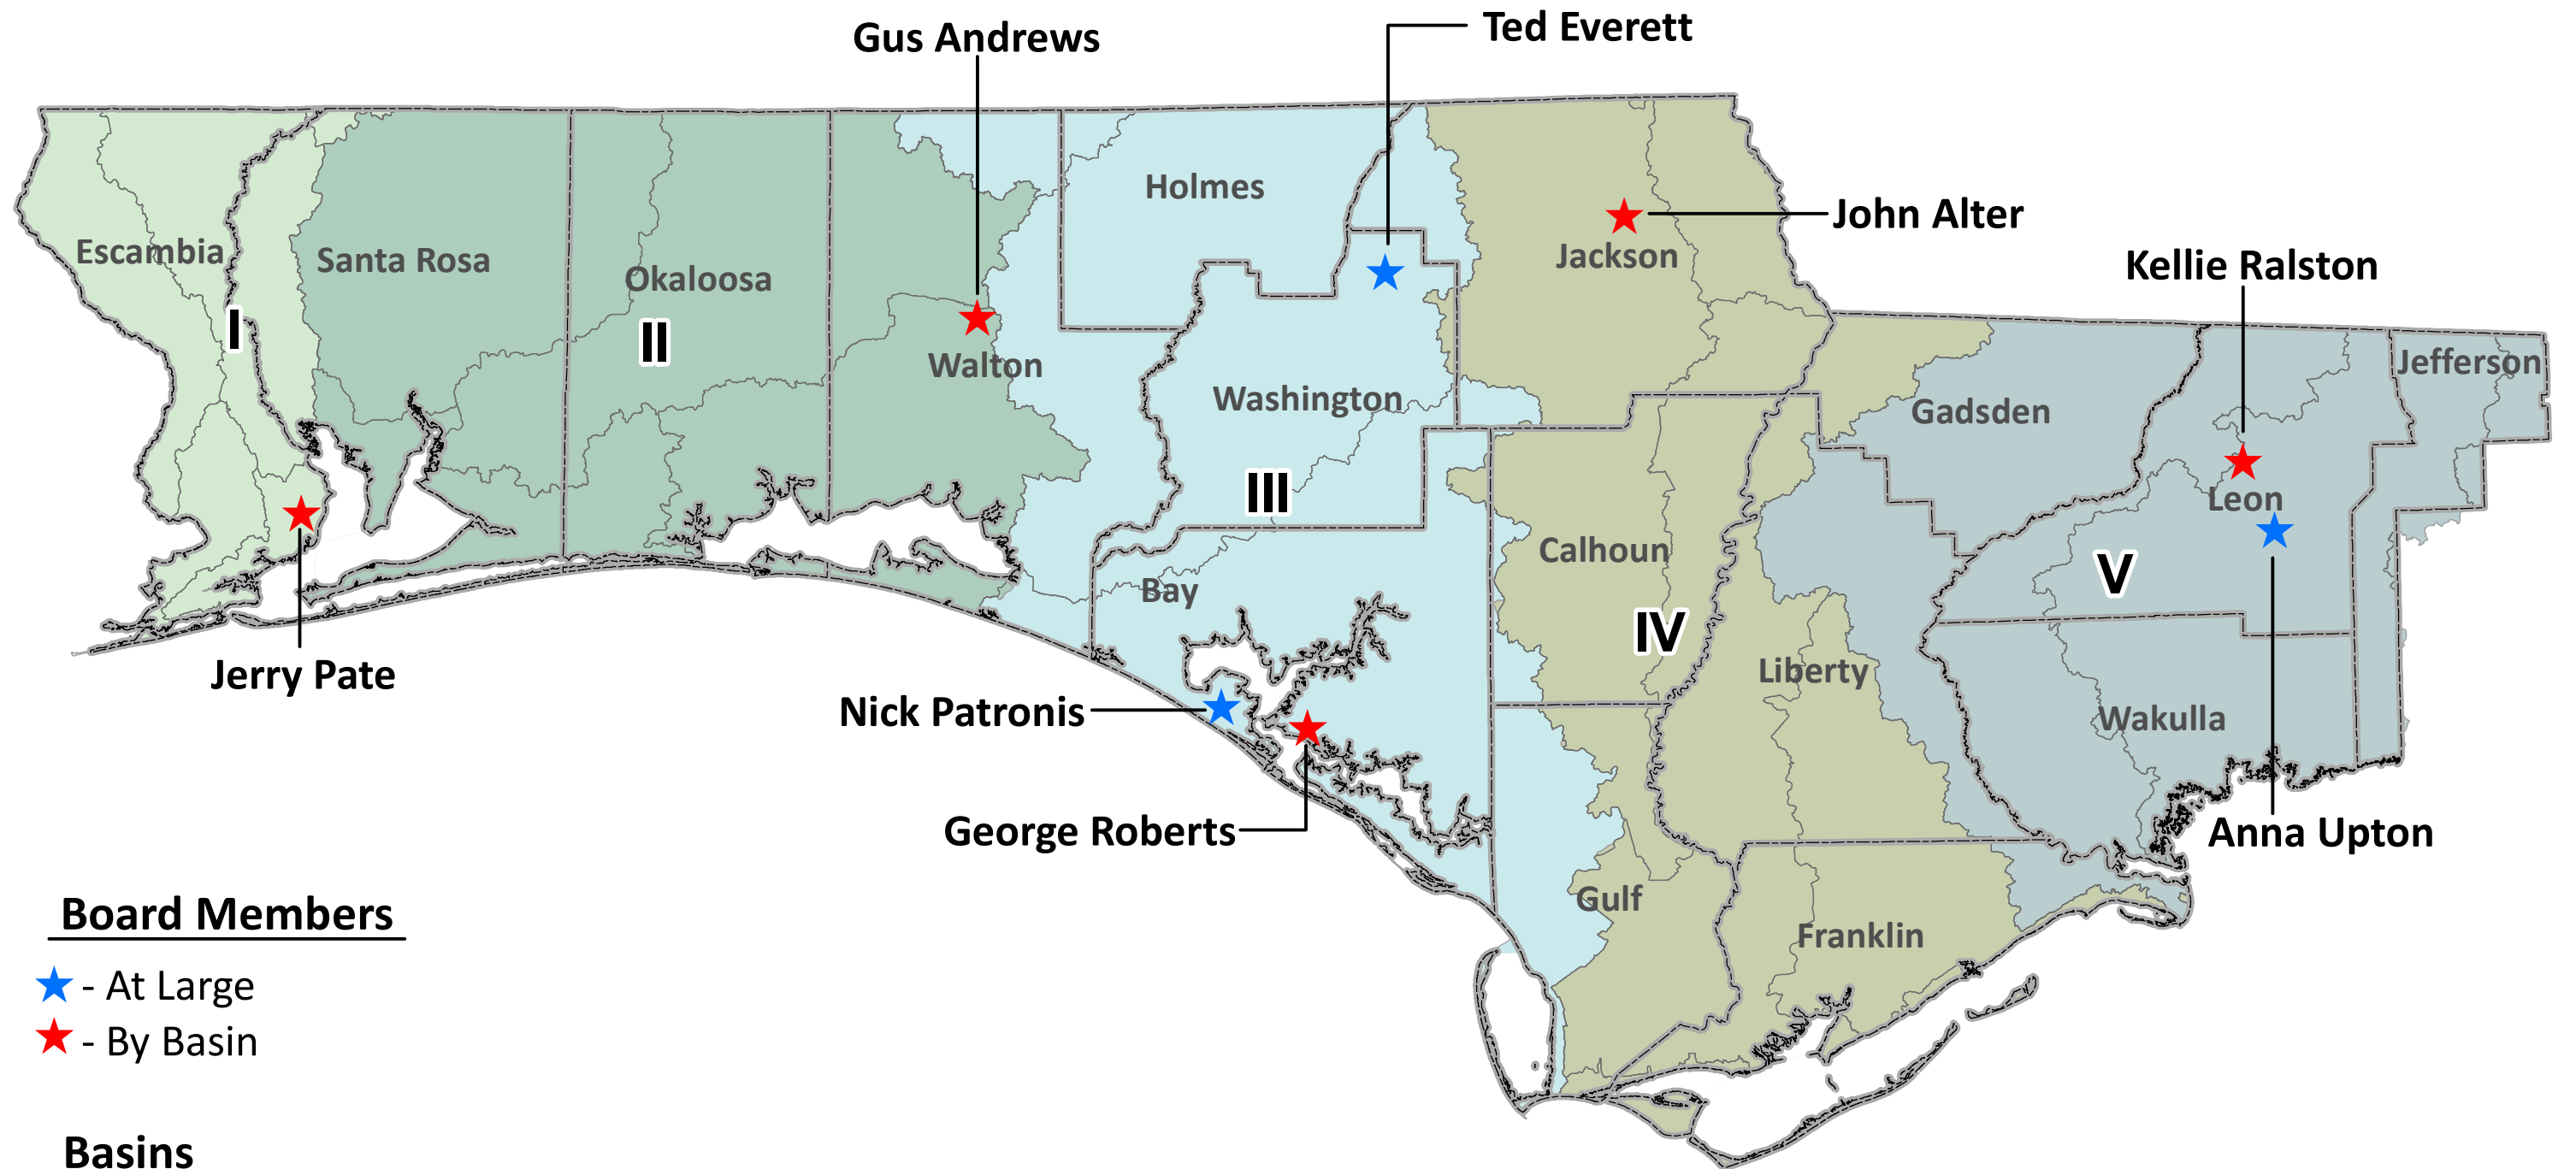 Ted Everett
Gus Andrews
Holmes
John Alter
Escambia
Santa Rosa
Okaloosa
Jackson
Kellie Ralston
I
II
Walton
Washington
Jefferson
Gadsden
III
Leon
Calhoun
Bay
V
IV
Jerry Pate
Liberty
Nick Patronis
Wakulla
George Roberts
Anna Upton
Gulf
Franklin
Board Members
- At Large
- By Basin
Basins